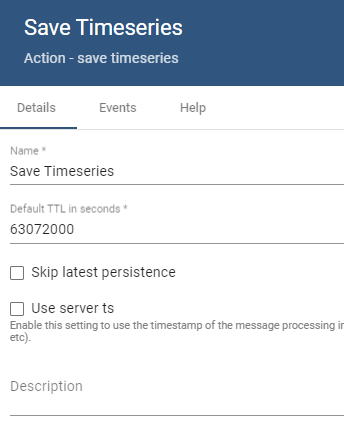 Save Timeseries
Action - save timeseries
Details Events Help
Name *
Save Timeseries
Default TTL in seconds *
63072000
Skip latest persistence
Use server ts
Enable this setting to use the timestamp of the message processing in
etc).
Description